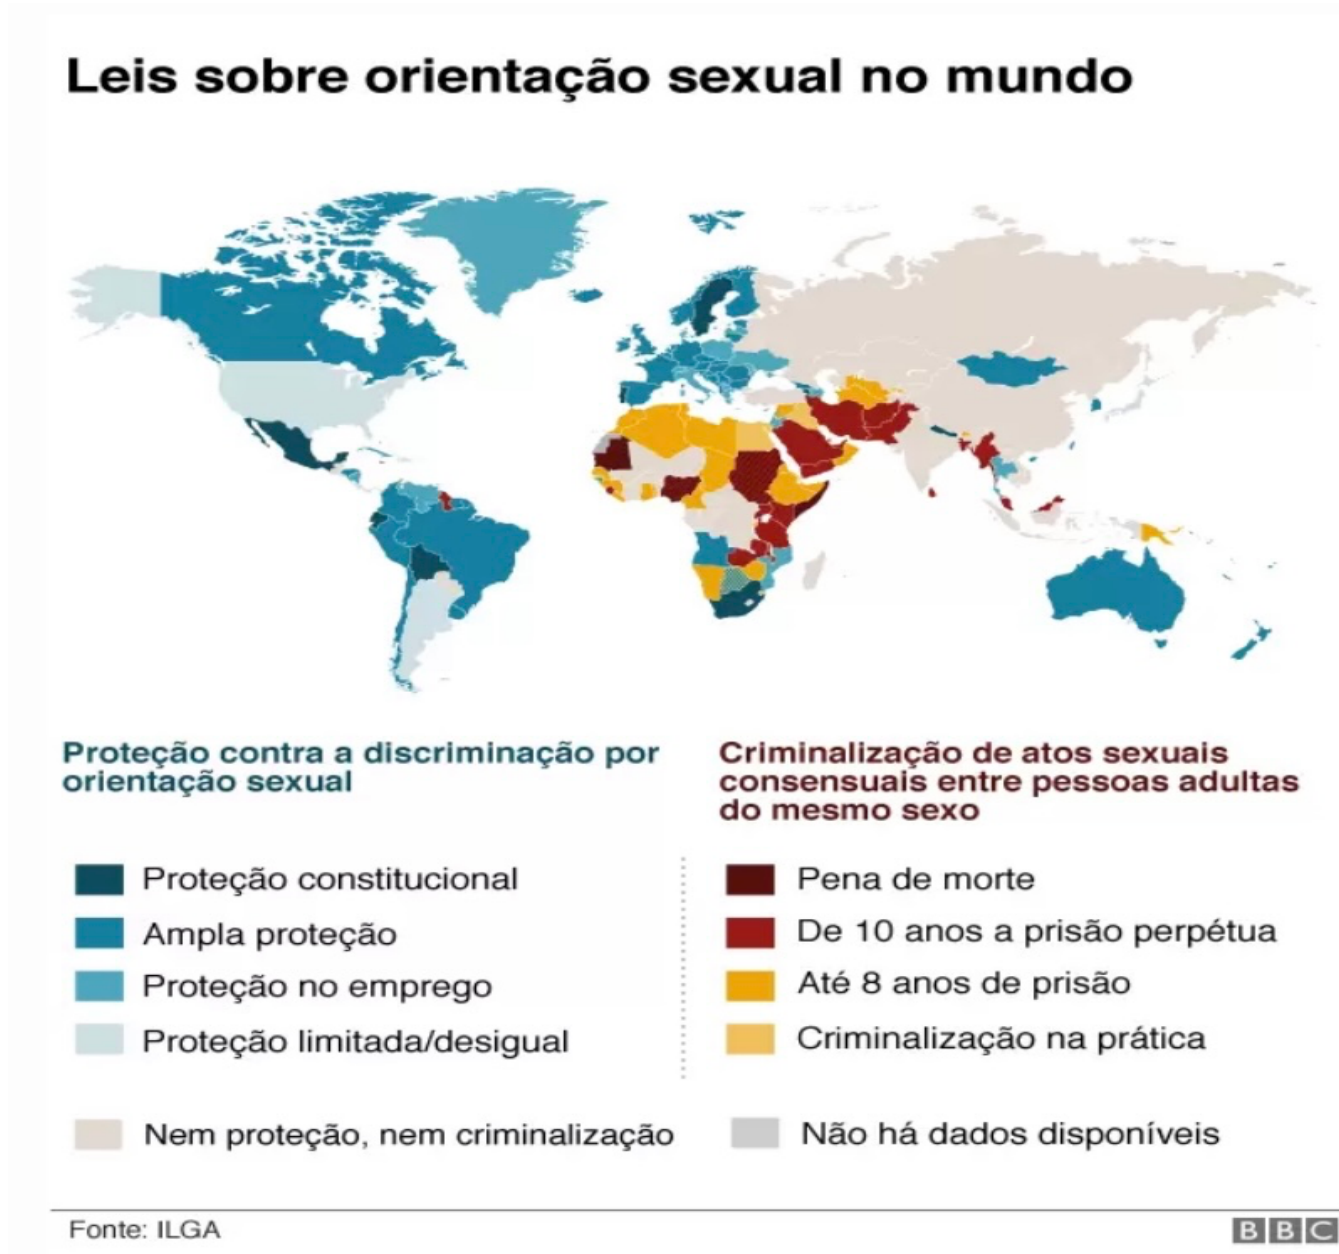 Leis sobre orientação sexual no mundo
Proteção contra a discriminação por
orientação sexual
Proteção constitucional
Ampla proteção
Proteção no emprego
Proteção limitada/desigual
Criminalização de atos sexuais
consensuais entre pessoas adultas
do mesmo sexo
Pena de morte
De 10 anos a prisão perpétua
Até 8 anos de prisão
Criminalização na prática
Nem proteção, nem criminalização
Não há dados disponíveis
Fonte: ILGA
BBC